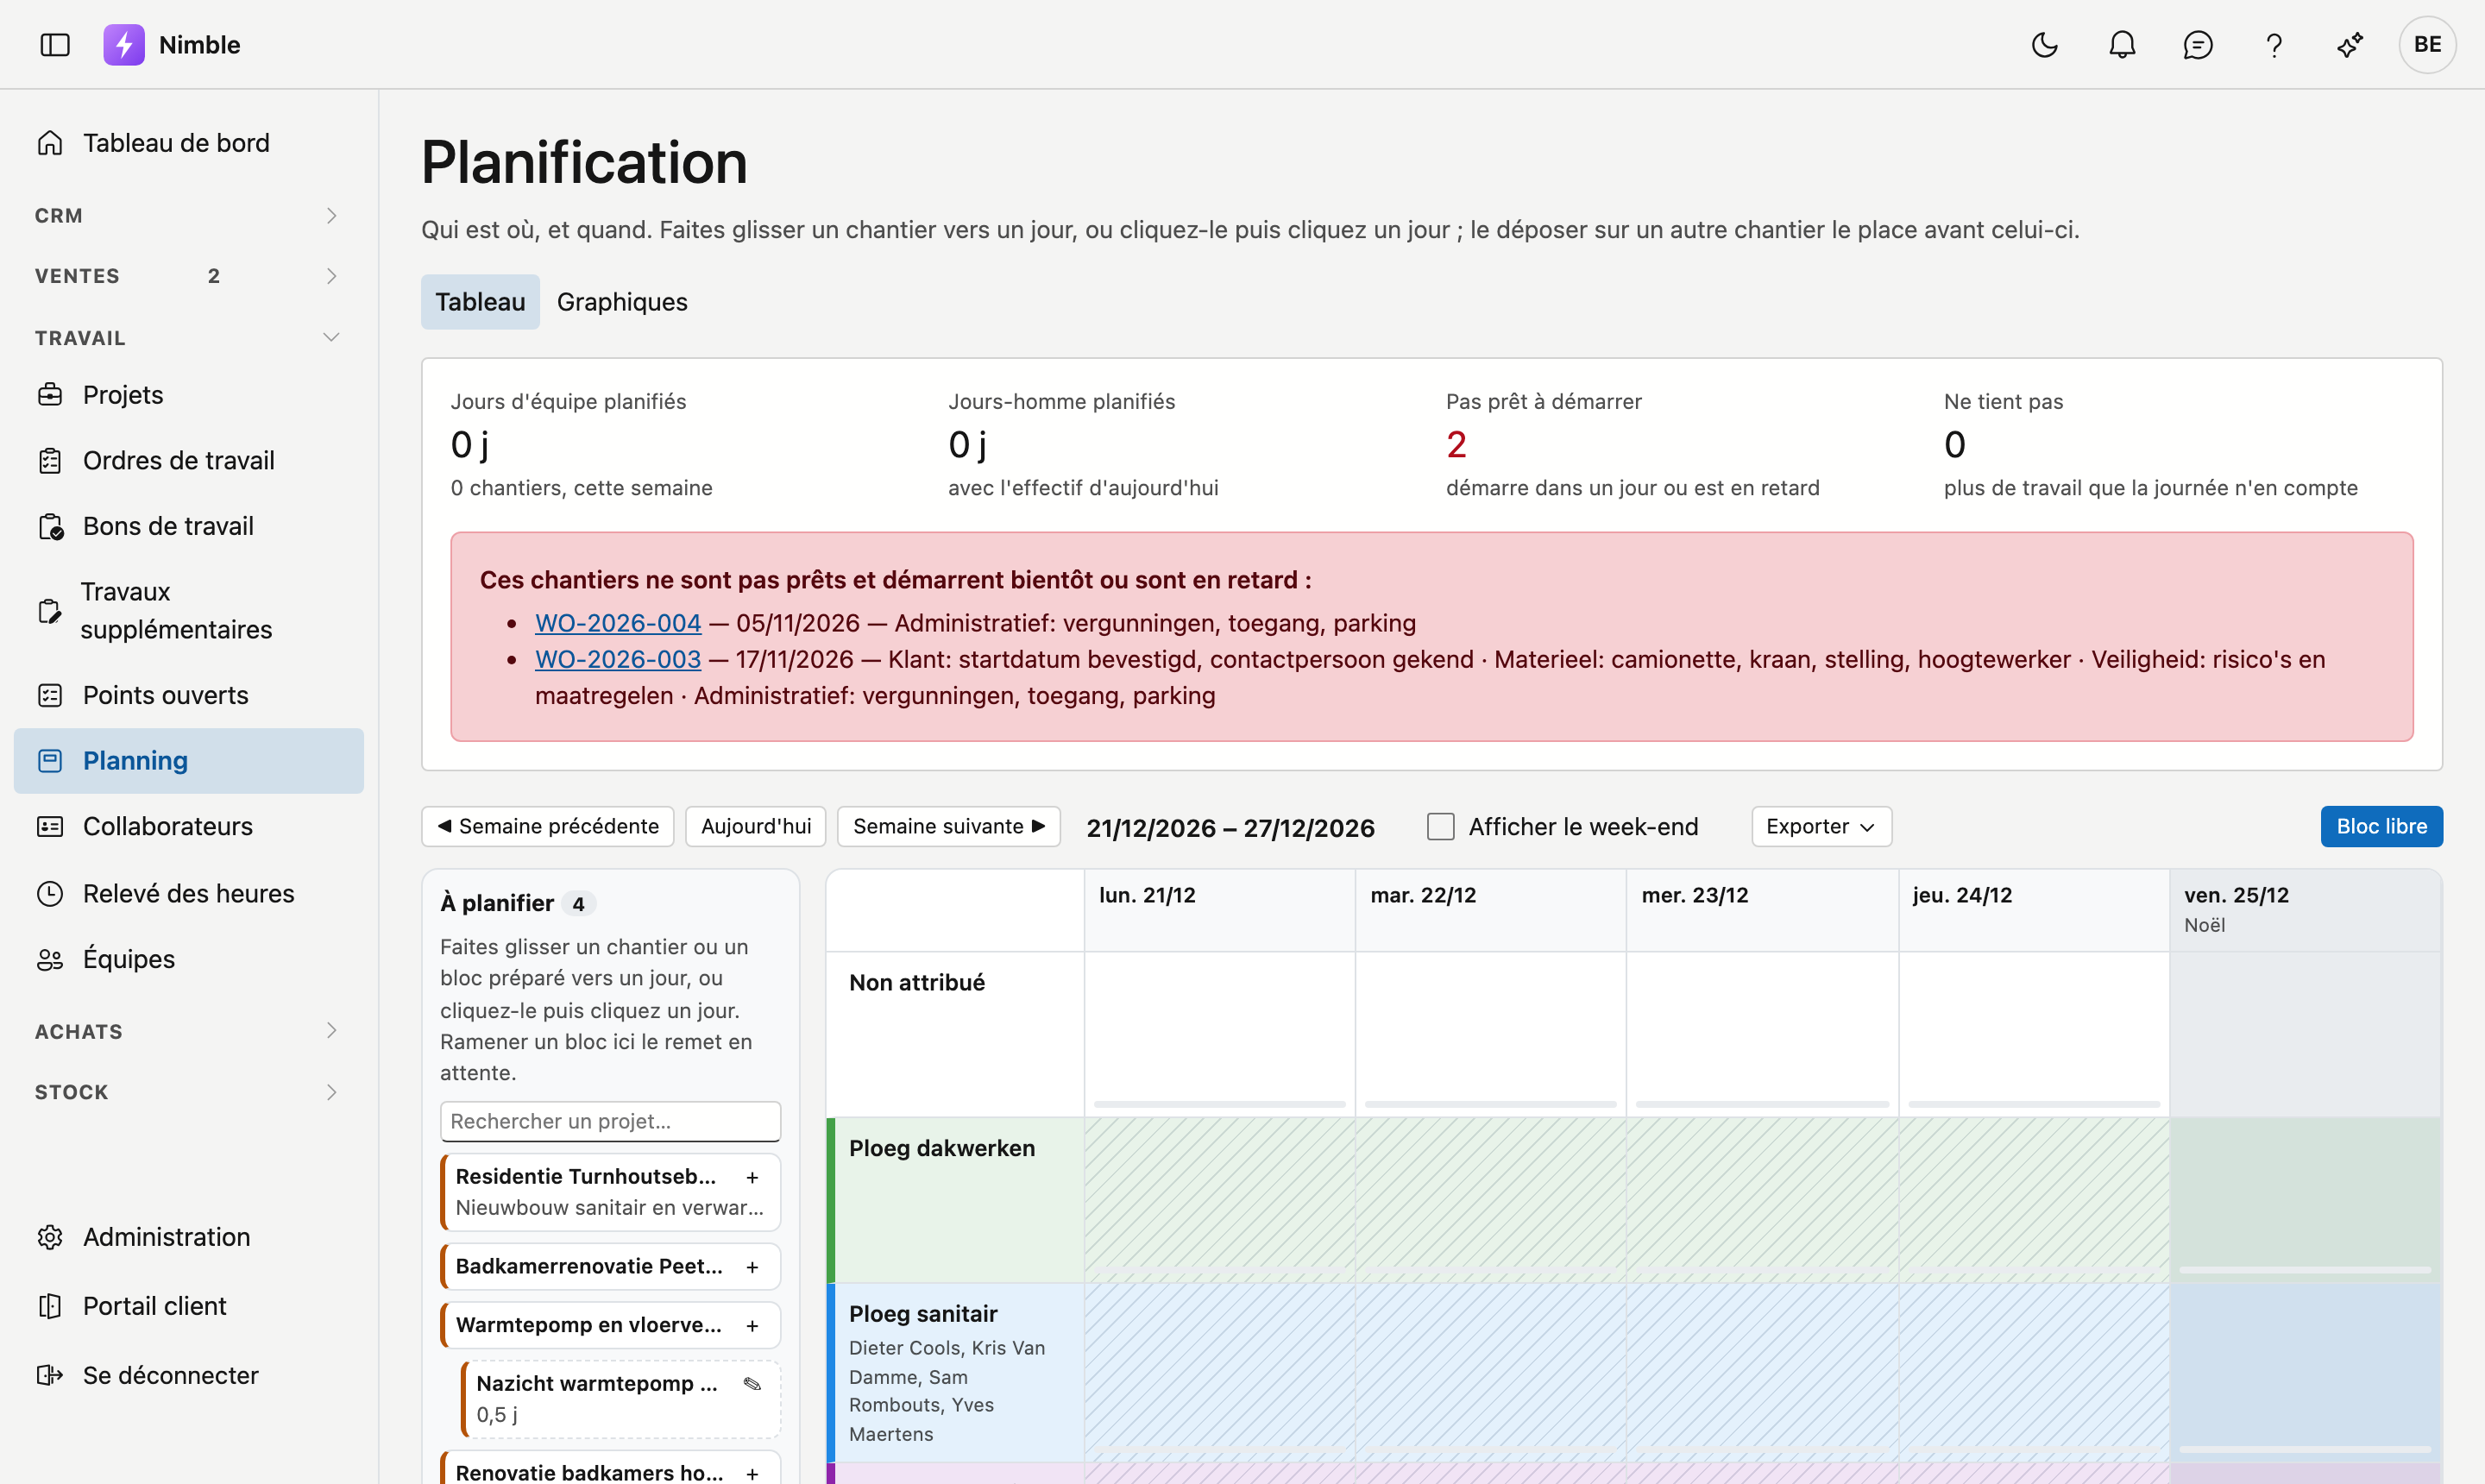 Nimble
BE
Tableau de bord
CRM
VENTES 2
TRAVAIL
Projets
Ordres de travail
Bons de travail
Travaux
supplémentaires
Points ouverts
Planning
Collaborateurs
Relevé des heures
Équipes
ACHATS
STOCK
Administration
Portail client
Se déconnecter
Planification
Qui est où, et quand. Faites glisser un chantier vers un jour, ou cliquez-le puis cliquez un jour ; le déposer sur un autre chantier le place avant celui-ci.
Tableau Graphiques
Jours d'équipe planifiés
0 j
0 chantiers, cette semaine
Jours-homme planifiés
0 j
avec l'effectif d'aujourd'hui
Pas prêt à démarrer
2
démarre dans un jour ou est en retard
Ne tient pas
0
plus de travail que la journée n'en compte
Ces chantiers ne sont pas prêts et démarrent bientôt ou sont en retard :
• WO-2026-004 — 05/11/2026 — Administratief: vergunningen, toegang, parking
• WO-2026-003 — 17/11/2026 — Klant: startdatum bevestigd, contactpersoon gekend · Materieel: camionette, kraan, stelling, hoogtewerker · Veiligheid: risico's en
maatregelen · Administratief: vergunningen, toegang, parking
◀ Semaine précédente Aujourd'hui Semaine suivante ▶ 21/12/2026 – 27/12/2026 Afficher le week-end Exporter Bloc libre
À planifier 4
Faites glisser un chantier ou un
bloc préparé vers un jour, ou
cliquez-le puis cliquez un jour.
Ramener un bloc ici le remet en
attente.
Rechercher un projet...
Residentie Turnhoutseb... +
Nieuwbouw sanitair en verwar...
Badkamerrenovatie Peet... +
Warmtepomp en vloerve... +
Nazicht warmtepomp ...
0,5 j
Renovatie badkamers ho... +
lun. 21/12 mar. 22/12 mer. 23/12 jeu. 24/12 ven. 25/12
Noël
Non attribué
Ploeg dakwerken
Ploeg sanitair
Dieter Cools, Kris Van
Damme, Sam
Rombouts, Yves
Maertens